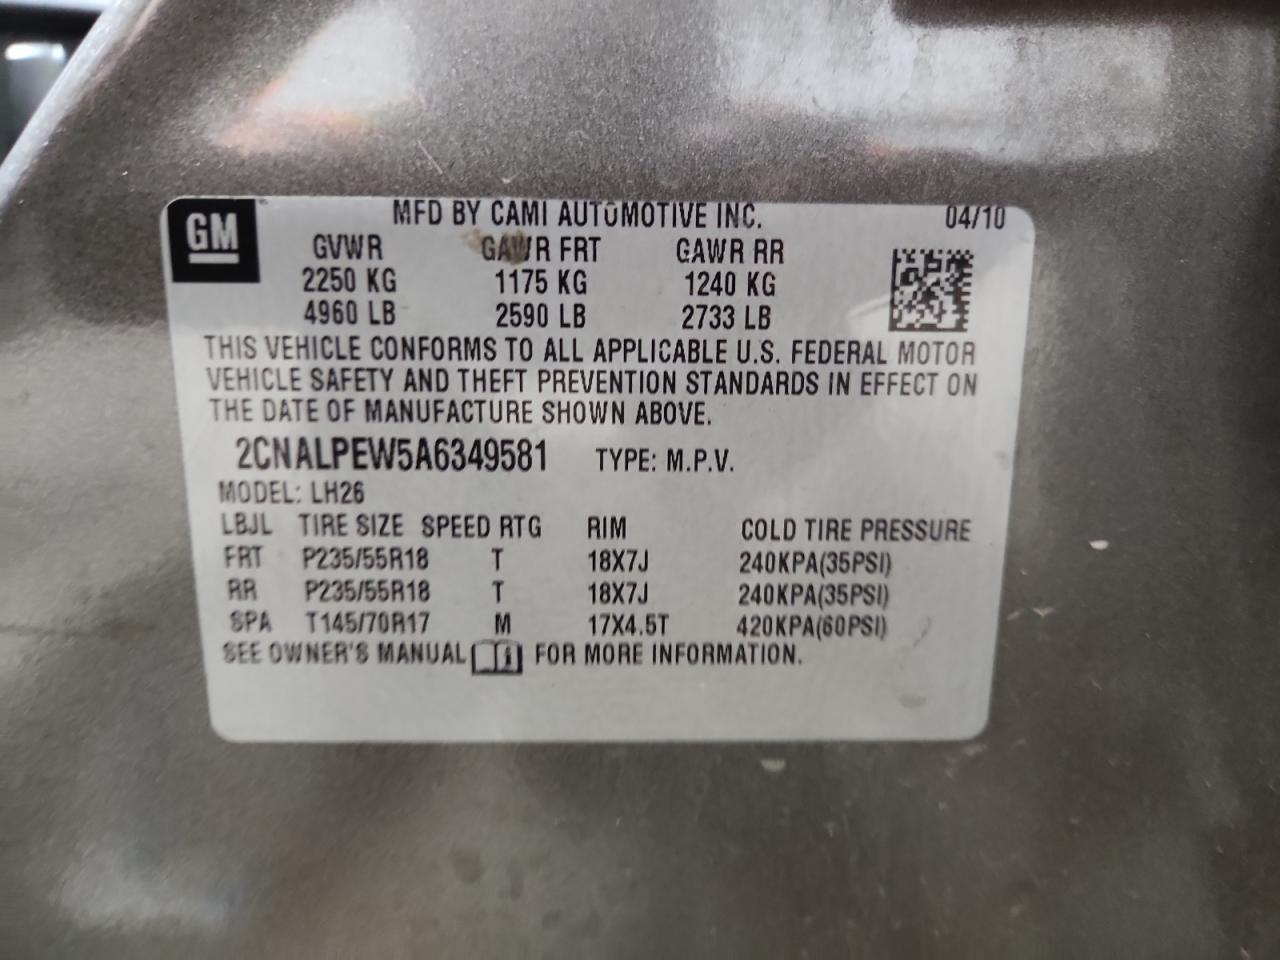 GM MFD BY CAMI AUTOMOTIVE INC. 04/10
GVWR GAWR FRT GAWR RR
2250 KG 1175 KG 1240 KG
4960 LB 2590 LB 2733 LB
THIS VEHICLE CONFORMS TO ALL APPLICABLE U.S. FEDERAL MOTOR
VEHICLE SAFETY AND THEFT PREVENTION STANDARDS IN EFFECT ON
THE DATE OF MANUFACTURE SHOWN ABOVE.
2CNALPEW5A6349581 TYPE: M.P.V.
MODEL: LH26
LBJL TIRE SIZE SPEED RTG RIM COLD TIRE PRESSURE
FRT P235/55R18 T 18X7J 240KPA(35PSI)
RR P235/55R18 T 18X7J 240KPA(35PSI)
SPA T145/70R17 M 17X4.5T 420KPA(60PSI)
SEE OWNER'S MANUAL i FOR MORE INFORMATION.